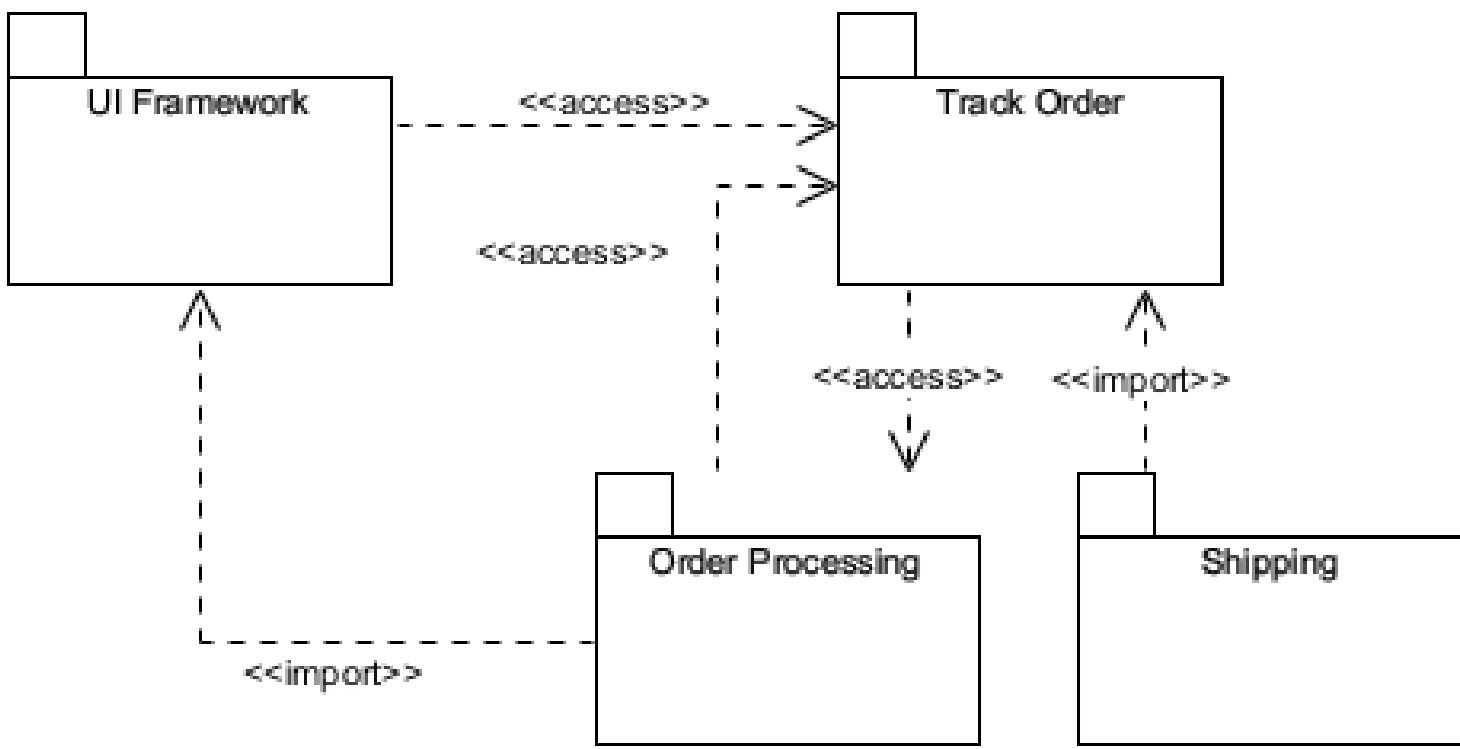 UI Framework
<<access>>
Track Order
<<access>>
<<access>>
<<import>>
Order Processing
Shipping
<<import>>